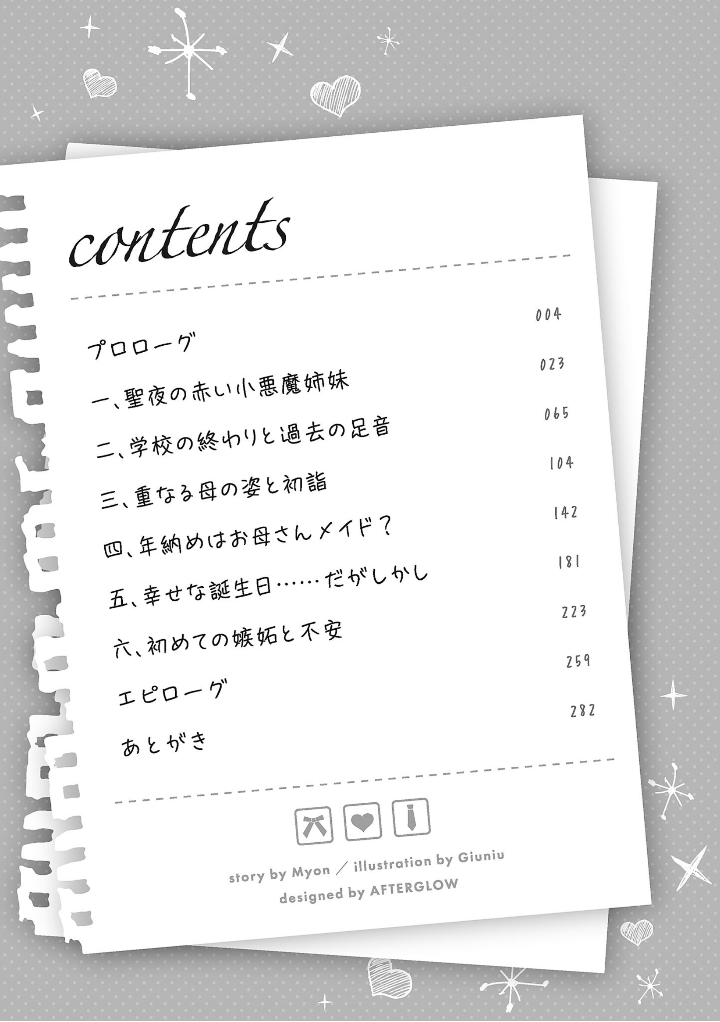 contents
プロローグ 004
一、聖夜の赤い小悪魔姉妹 023
二、学校の終わりと過去の足音 065
三、重なる母の姿と初詣 104
四、年納めはお母さんメイド？ 142
五、幸せな誕生日……だがしかし 181
六、初めての嫉妬と不安 223
エピローグ 259
あとがき 282
story by Myon ／ illustration by Giuniu
designed by AFTERGLOW